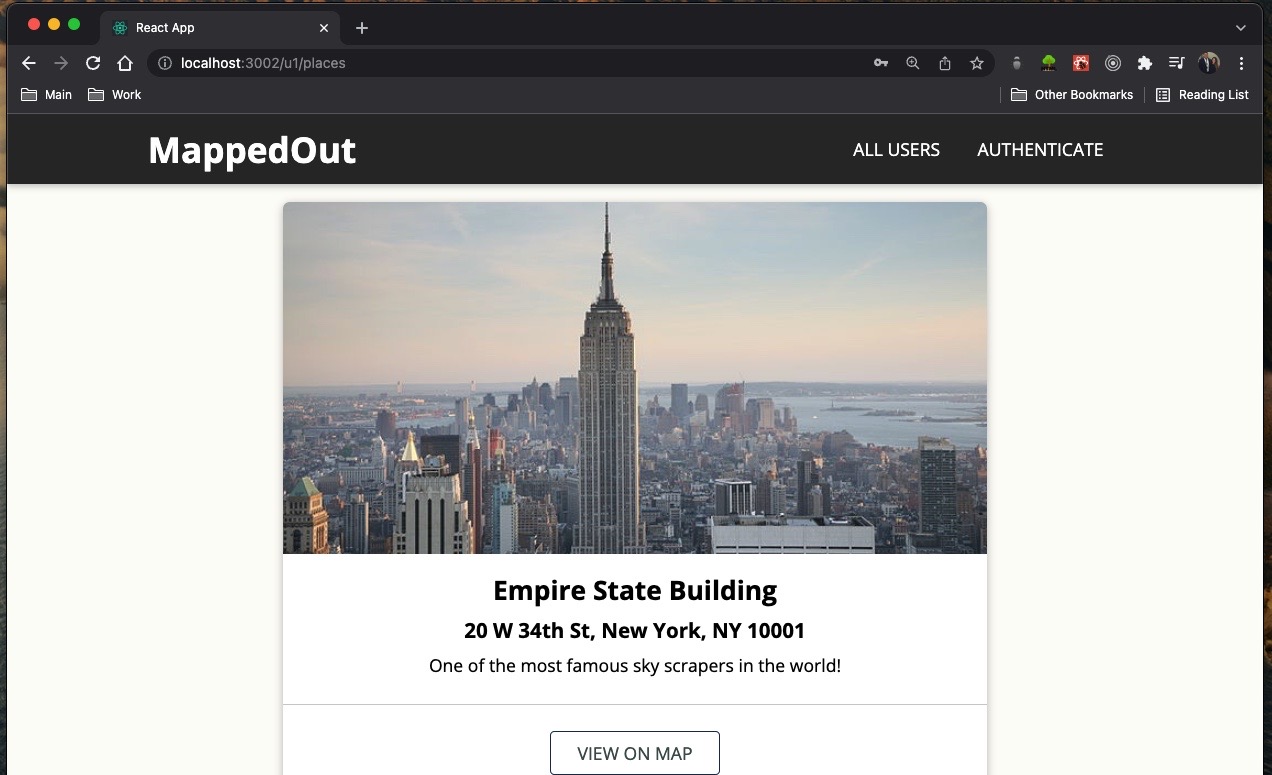 React App
localhost:3002/u1/places
Main Work Other Bookmarks Reading List
MappedOut ALL USERS AUTHENTICATE
Empire State Building
20 W 34th St, New York, NY 10001
One of the most famous sky scrapers in the world!
VIEW ON MAP